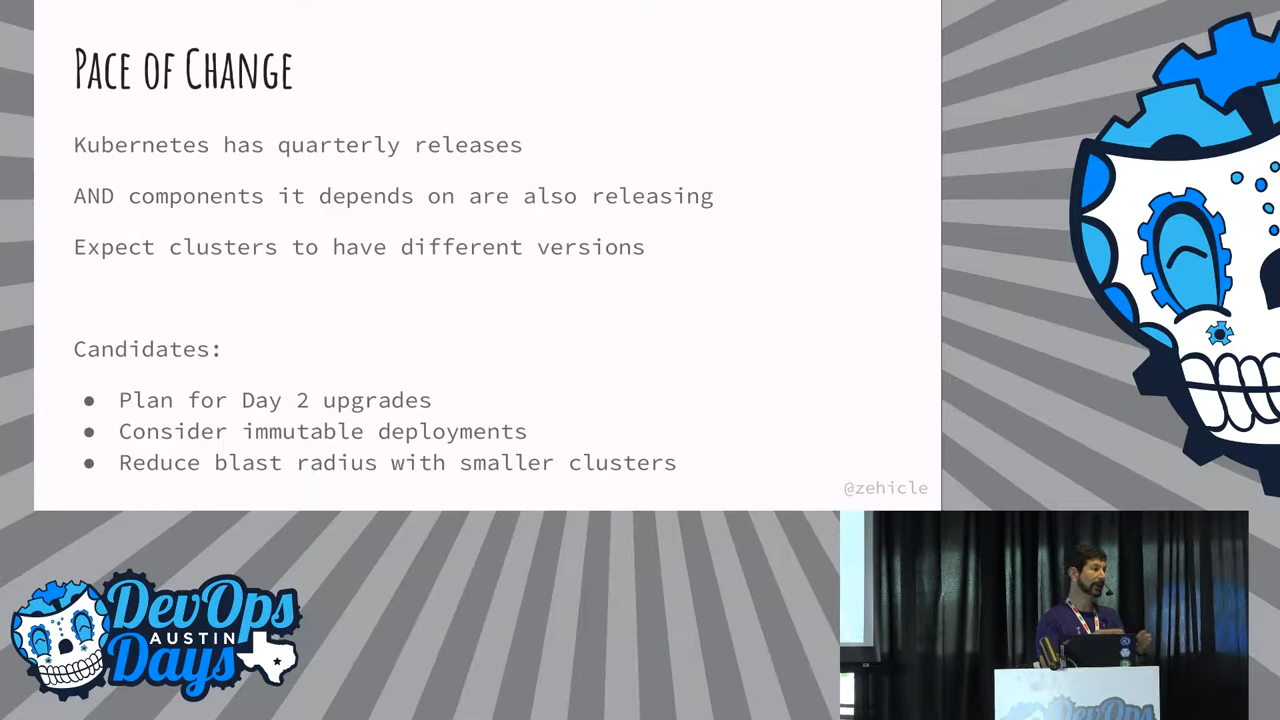 Pace of Change
Kubernetes has quarterly releases
AND components it depends on are also releasing
Expect clusters to have different versions
Candidates:
● Plan for Day 2 upgrades
● Consider immutable deployments
● Reduce blast radius with smaller clusters
@zehicle
DevOps
AUSTIN
Days